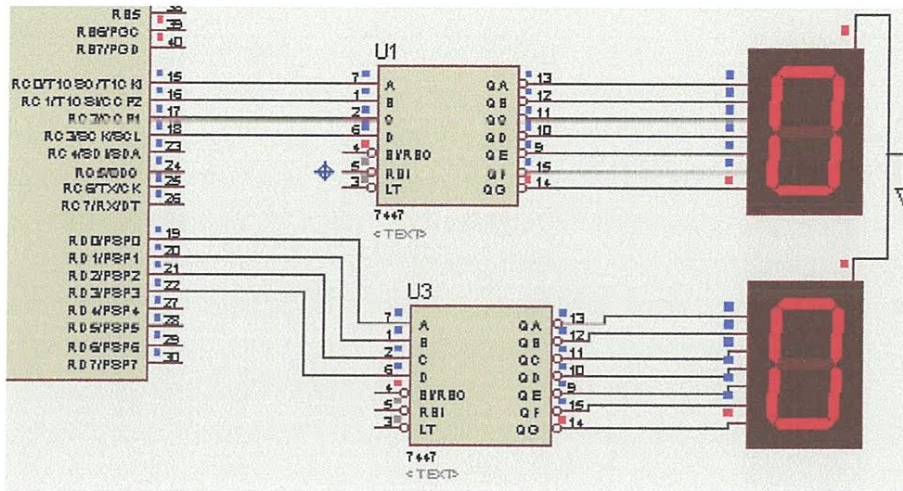 RB5 38
RB6/PGC 39
RB7/PGD 40
RC0/T1OSO/T1CKI 15
RC1/T1OSI/CCP2 16
RC2/CCP1 17
RC3/SCK/SCL 18
RC4/SDI/SDA 23
RC5/SDO 24
RC6/TX/CK 25
RC7/RX/DT 26
RD0/PSP0 19
RD1/PSP1 20
RD2/PSP2 21
RD3/PSP3 22
RD4/PSP4 27
RD5/PSP5 28
RD6/PSP6 29
RD7/PSP7 30
U1
7 A QA 13
1 B QB 12
2 C QC 11
6 D QD 10
4 BI/RBO QE 9
5 RBI QF 15
3 LT QG 14
7447
<TEXT>
U3
7 A QA 13
1 B QB 12
2 C QC 11
6 D QD 10
4 BI/RBO QE 9
5 RBI QF 15
3 LT QG 14
7447
<TEXT>